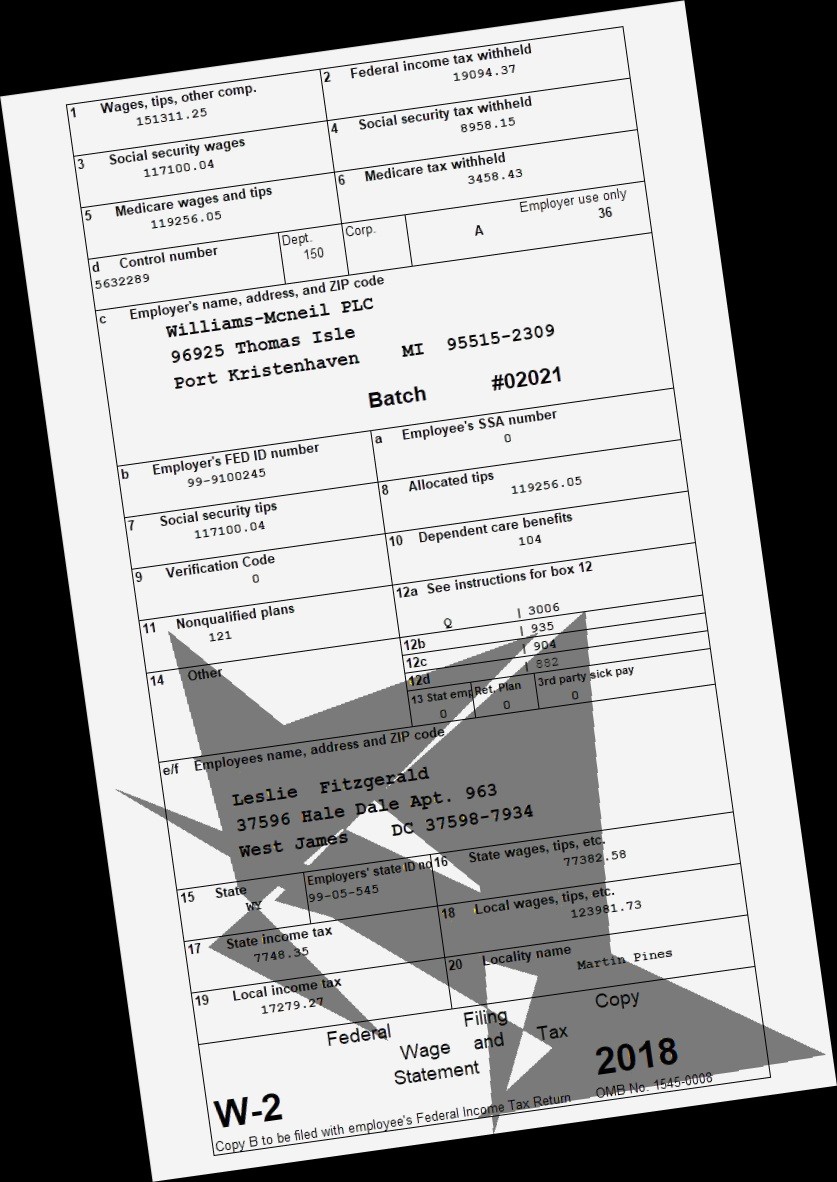 1 Wages, tips, other comp.
151311.25
2 Federal income tax withheld
19094.37
3 Social security wages
117100.04
4 Social security tax withheld
8958.15
5 Medicare wages and tips
119256.05
6 Medicare tax withheld
3458.43
d Control number
5632289
Dept.
150
Corp.
Employer use only
A 36
c Employer's name, address, and ZIP code
Williams-Mcneil PLC
96925 Thomas Isle
Port Kristenhaven MI 95515-2309
Batch #02021
b Employer's FED ID number
99-9100245
a Employee's SSA number
0
7 Social security tips
117100.04
8 Allocated tips
119256.05
9 Verification Code
0
10 Dependent care benefits
104
11 Nonqualified plans
121
12a See instructions for box 12
Q | 3006
12b | 935
12c | 904
12d | 882
14 Other
13 Stat emp Ret. Plan 3rd party sick pay
0 0 0
e/f Employees name, address and ZIP code
Leslie Fitzgerald
37596 Hale Dale Apt. 963
West James DC 37598-7934
15 State
WY
Employers' state ID no
99-05-545
16 State wages, tips, etc.
77382.58
17 State income tax
7748.35
18 Local wages, tips, etc.
123981.73
19 Local income tax
17279.27
20 Locality name
Martin Pines
Federal Filing Copy
Wage and Tax
Statement 2018
W-2 OMB No. 1545-0008
Copy B to be filed with employee's Federal Income Tax Return